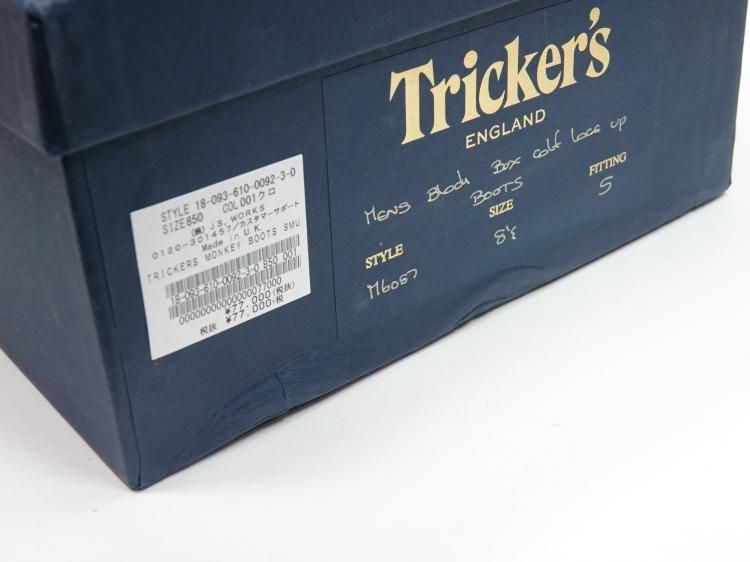 Tricker's
ENGLAND
MENS Black Box calf lace up
BOOTS
STYLE
SIZE
FITTING
M6087
8½
5
STYLE 18-093-610-0092-3-0
SIZE850 COL001クロ
(株)J.S.WORKS
0120-301457/カスタマーサポート
Made in U.K.
TRICKERS MONKEY BOOTS SMU
18-093-610-0092-3-0 850 001
00000000000000077000
¥77,000(税抜)
税抜 ¥77,000+税